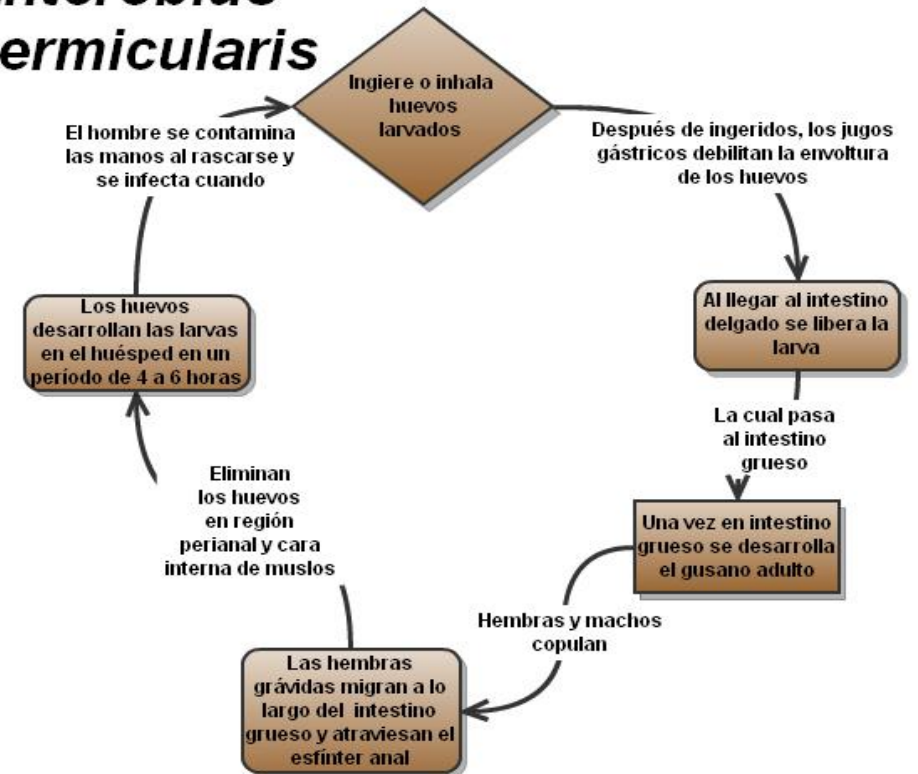 ermicularis
Ingiere o inhala
huevos
larvados
Después de ingeridos, los jugos
gástricos debilitan la envoltura
de los huevos
Al llegar al intestino
delgado se libera la
larva
La cual pasa
al intestino
grueso
Una vez en intestino
grueso se desarrolla
el gusano adulto
Hembras y machos
copulan
Las hembras
grávidas migran a lo
largo del intestino
grueso y atraviesan el
esfínter anal
Eliminan
los huevos
en región
perianal y cara
interna de muslos
Los huevos
desarrollan las larvas
en el huésped en un
período de 4 a 6 horas
El hombre se contamina
las manos al rascarse y
se infecta cuando